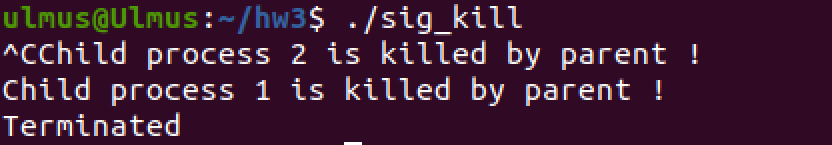 ulmus@Ulmus:~/hw3$ ./sig_kill
^CChild process 2 is killed by parent !
Child process 1 is killed by parent !
Terminated